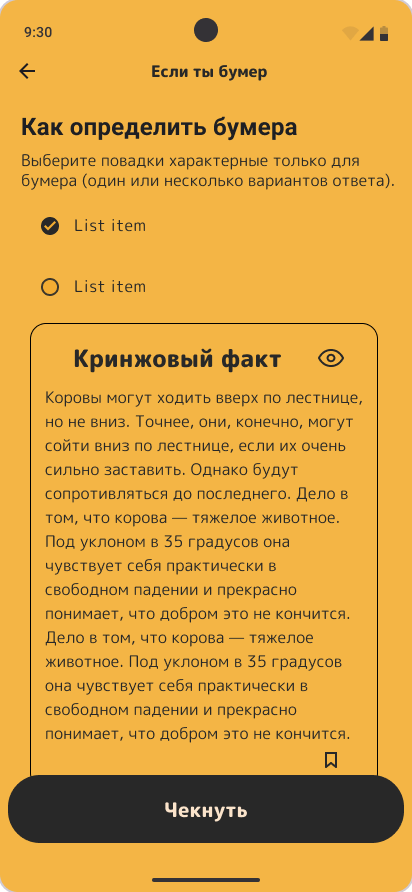 9:30
Если ты бумер
Как определить бумера
Выберите повадки характерные только для
бумера (один или несколько вариантов ответа).
List item
List item
Кринжовый факт
Коровы могут ходить вверх по лестнице,
но не вниз. Точнее, они, конечно, могут
сойти вниз по лестнице, если их очень
сильно заставить. Однако будут
сопротивляться до последнего. Дело в
том, что корова — тяжелое животное.
Под уклоном в 35 градусов она
чувствует себя практически в
свободном падении и прекрасно
понимает, что добром это не кончится.
Дело в том, что корова — тяжелое
животное. Под уклоном в 35 градусов
она чувствует себя практически в
свободном падении и прекрасно
понимает, что добром это не кончится.
Чекнуть